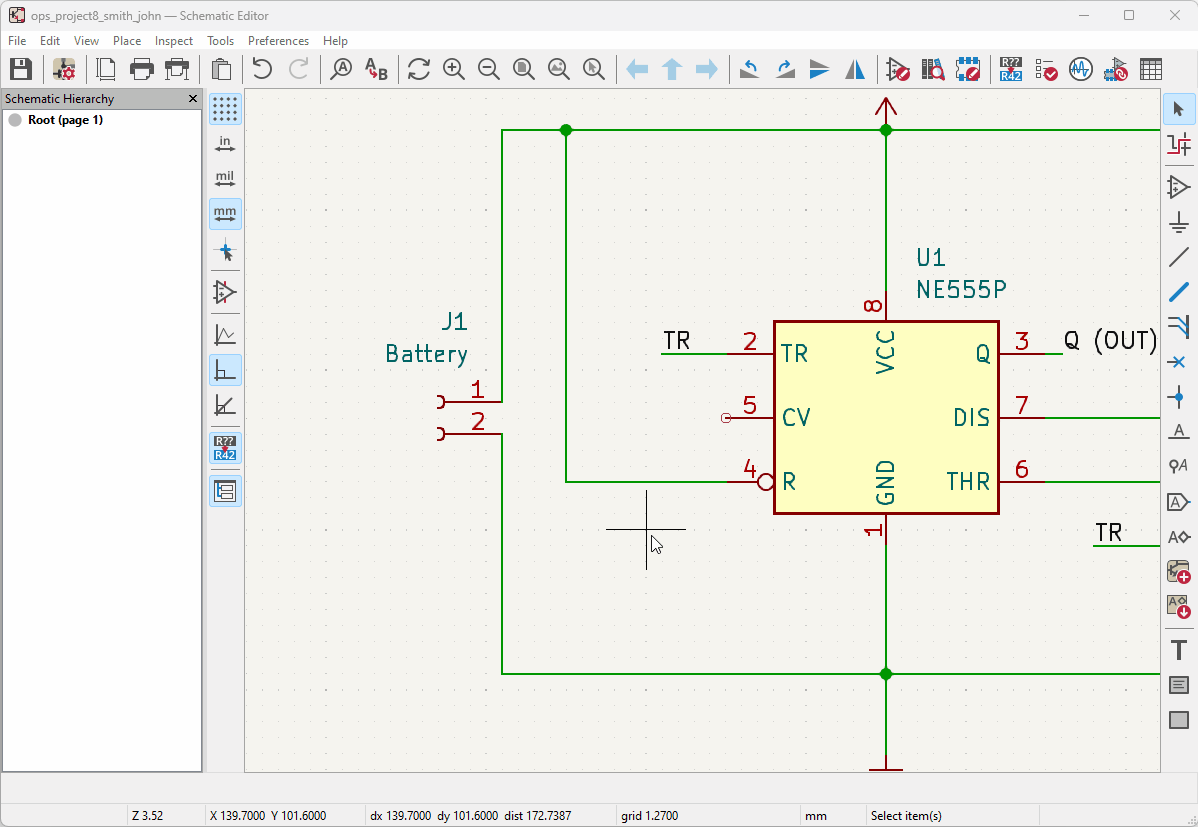 ops_project8_smith_john — Schematic Editor
File Edit View Place Inspect Tools Preferences Help
A
A
B
R??
R42
Schematic Hierarchy
Root (page 1)
in
mil
mm
R??
R42
U1
NE555P
8
J1
Battery
TR
2
TR
VCC
Q
3
Q (OUT)
1
2
5
CV
DIS
7
4
R
GND
THR
6
1
TR
A
A
A
A
A
T
Z 3.52
X 139.7000 Y 101.6000
dx 139.7000 dy 101.6000 dist 172.7387
grid 1.2700
mm
Select item(s)